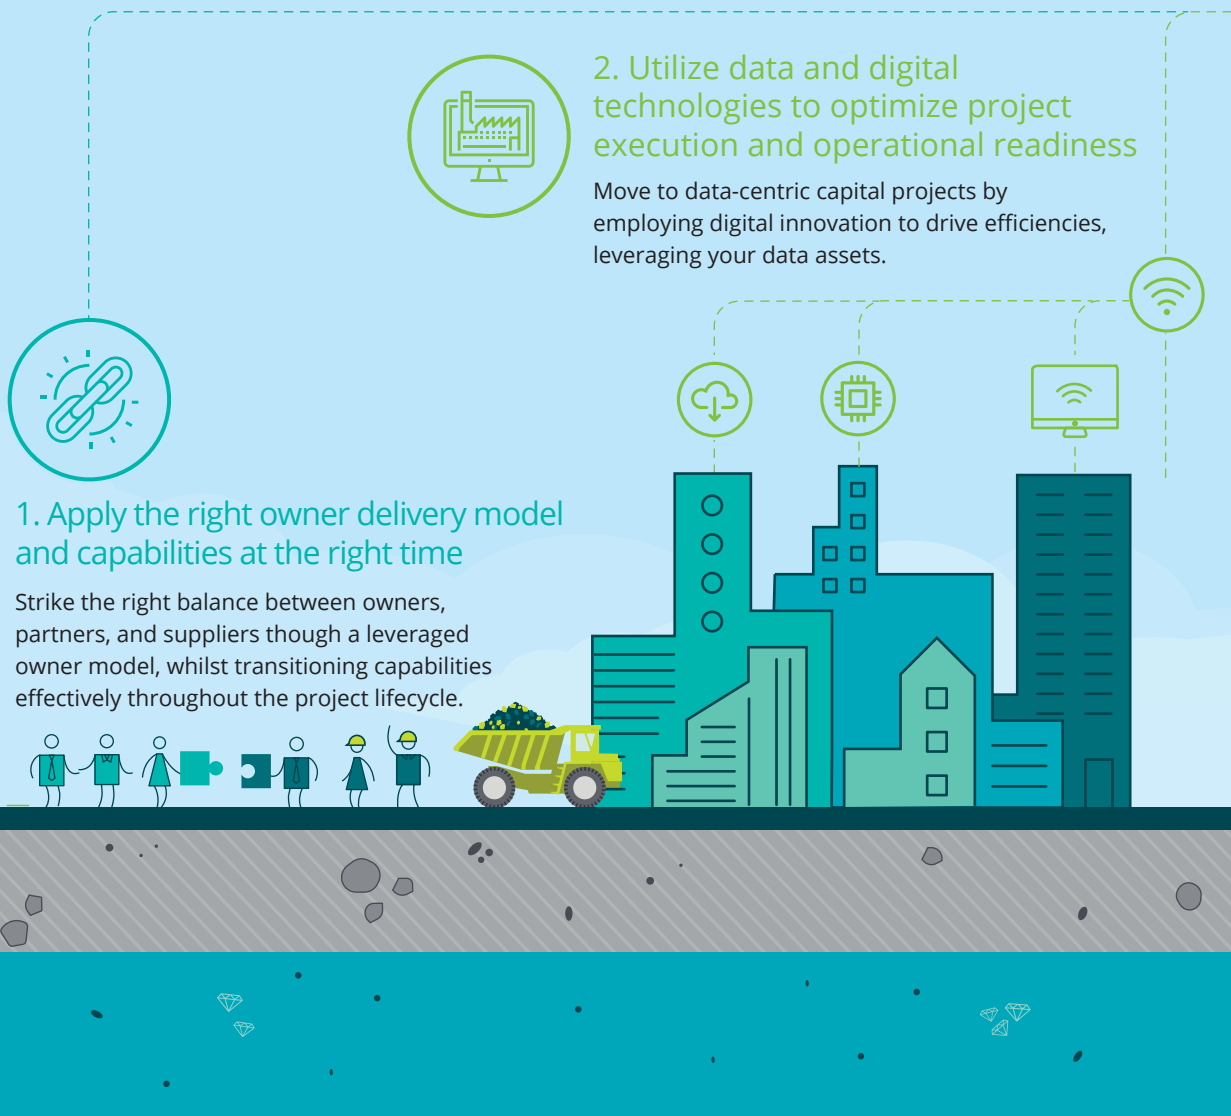 2. Utilize data and digital
technologies to optimize project
execution and operational readiness
Move to data-centric capital projects by
employing digital innovation to drive efficiencies,
leveraging your data assets.
1. Apply the right owner delivery model
and capabilities at the right time
Strike the right balance between owners,
partners, and suppliers though a leveraged
owner model, whilst transitioning capabilities
effectively throughout the project lifecycle.